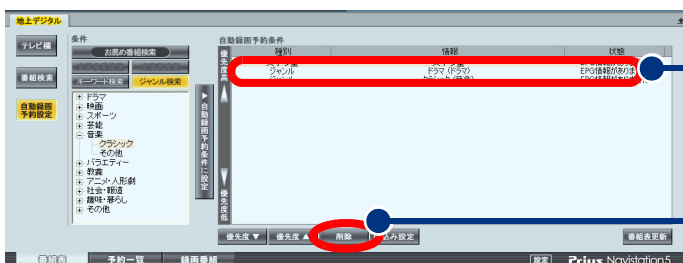 地上デジタル
テレビ欄
番組検索
自動録画
予約設定
条件
お薦め番組検索
キーワード検索
ジャンル検索
ドラマ
映画
スポーツ
芸能
音楽
クラシック
その他
バラエティー
教養
アニメ・人形劇
社会・報道
趣味・暮らし
その他
自動録画予約条件に設定
自動録画予約条件
優先度高
優先度低
種別
情報
状態
ジャンル
ドラマ (ドラマ)
EPG情報がありま
優先度▼
優先度▲
削除
込み設定
番組表更新
番組表
予約一覧
録画番組
設定
Prius Navistation5